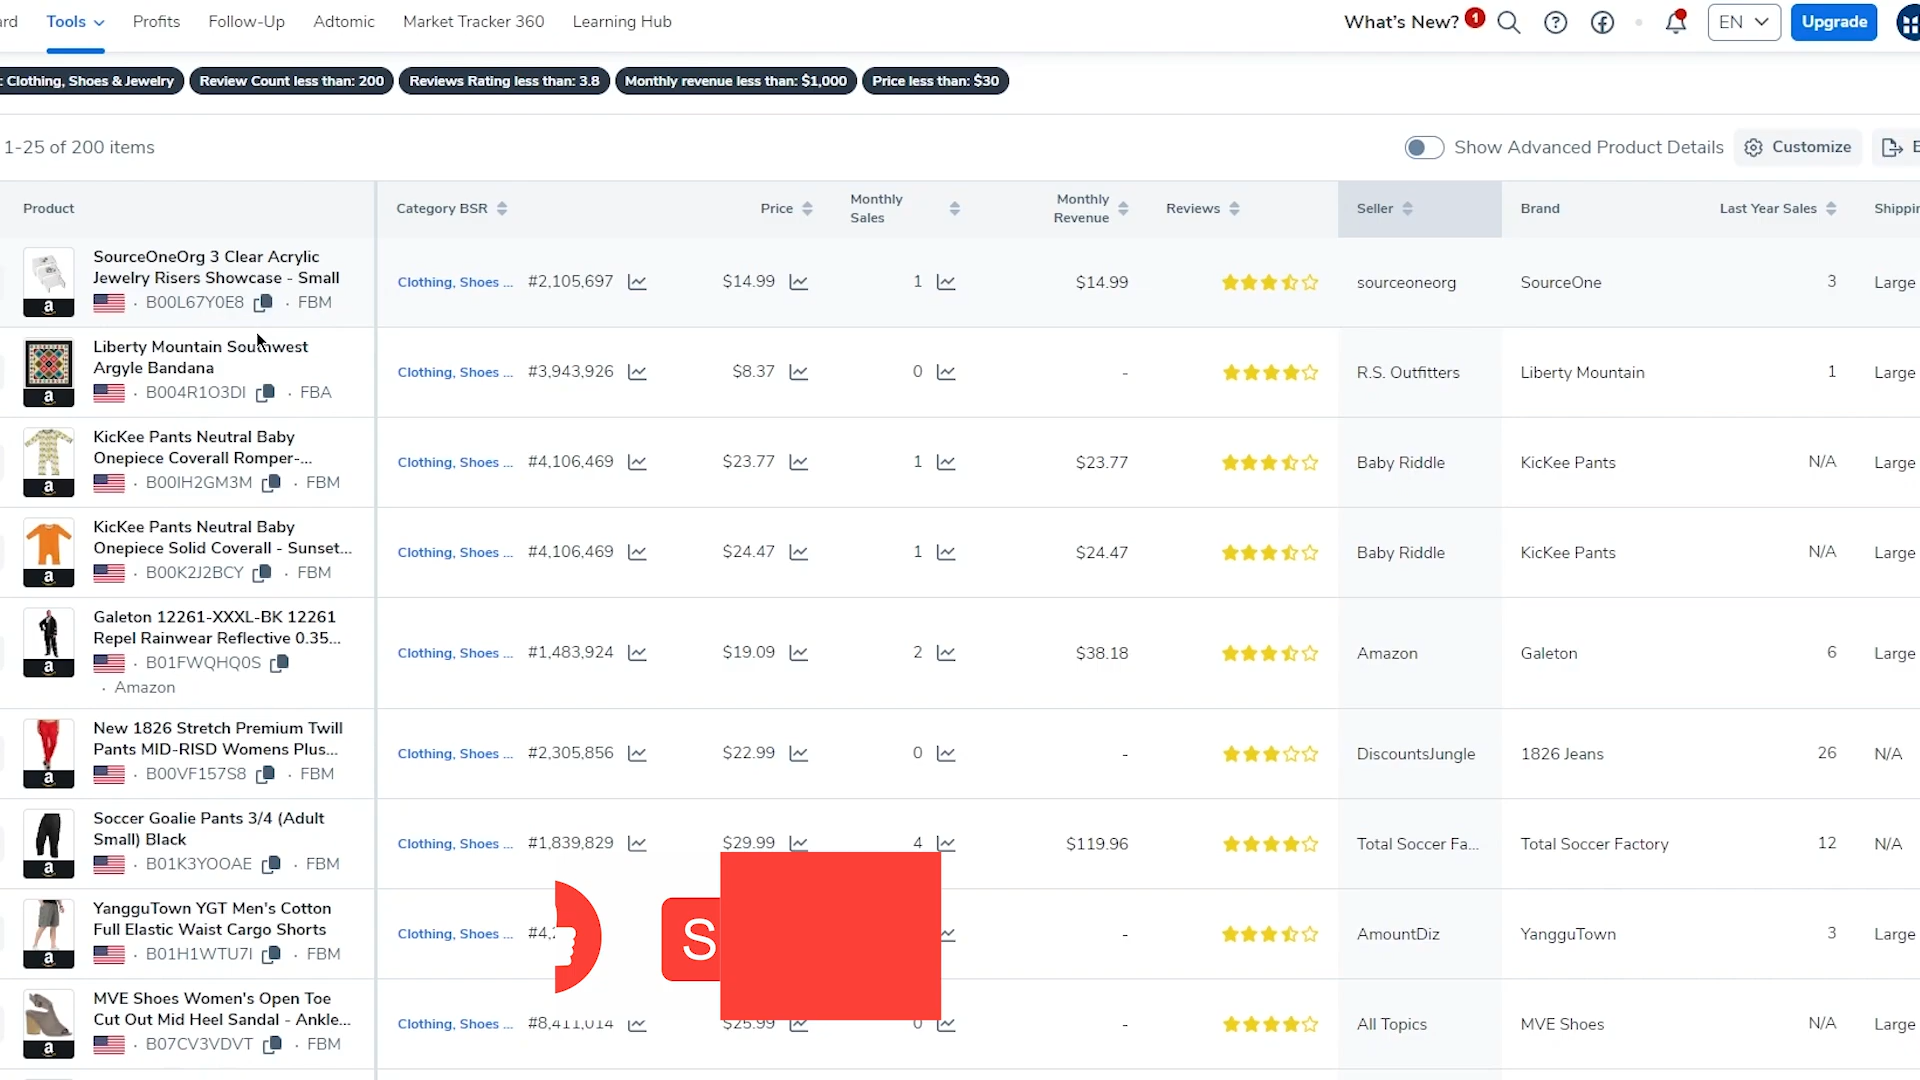 rd Tools Profits Follow-Up Adtomic Market Tracker 360 Learning Hub What's New? 1 EN Upgrade
: Clothing, Shoes & Jewelry Review Count less than: 200 Reviews Rating less than: 3.8 Monthly revenue less than: $1,000 Price less than: $30
1-25 of 200 items Show Advanced Product Details Customize E
Product Category BSR Price Monthly Sales Monthly Revenue Reviews Seller Brand Last Year Sales Shippin
SourceOneOrg 3 Clear Acrylic
Jewelry Risers Showcase - Small
a · B00L67Y0E8 · FBM
Clothing, Shoes ... #2,105,697 $14.99 1 $14.99 sourceoneorg SourceOne 3 Large
Liberty Mountain Southwest
Argyle Bandana
a · B004R1O3DI · FBA
Clothing, Shoes ... #3,943,926 $8.37 0 - R.S. Outfitters Liberty Mountain 1 Large
KicKee Pants Neutral Baby
Onepiece Coverall Romper-...
a · B00IH2GM3M · FBM
Clothing, Shoes ... #4,106,469 $23.77 1 $23.77 Baby Riddle KicKee Pants N/A Large
KicKee Pants Neutral Baby
Onepiece Solid Coverall - Sunset...
a · B00K2J2BCY · FBM
Clothing, Shoes ... #4,106,469 $24.47 1 $24.47 Baby Riddle KicKee Pants N/A Large
Galeton 12261-XXXL-BK 12261
Repel Rainwear Reflective 0.35...
a · B01FWQHQ0S
· Amazon
Clothing, Shoes ... #1,483,924 $19.09 2 $38.18 Amazon Galeton 6 Large
New 1826 Stretch Premium Twill
Pants MID-RISD Womens Plus...
a · B00VF157S8 · FBM
Clothing, Shoes ... #2,305,856 $22.99 0 - DiscountsJungle 1826 Jeans 26 N/A
Soccer Goalie Pants 3/4 (Adult
Small) Black
a · B01K3YOOAE · FBM
Clothing, Shoes ... #1,839,829 $29.99 4 $119.96 Total Soccer Fa... Total Soccer Factory 12 N/A
YangguTown YGT Men's Cotton
Full Elastic Waist Cargo Shorts
a · B01H1WTU7I · FBM
Clothing, Shoes ... #4, S - AmountDiz YangguTown 3 Large
MVE Shoes Women's Open Toe
Cut Out Mid Heel Sandal - Ankle...
a · B07CV3VDVT · FBM
Clothing, Shoes ... #8,411,014 $25.99 0 - All Topics MVE Shoes N/A Large